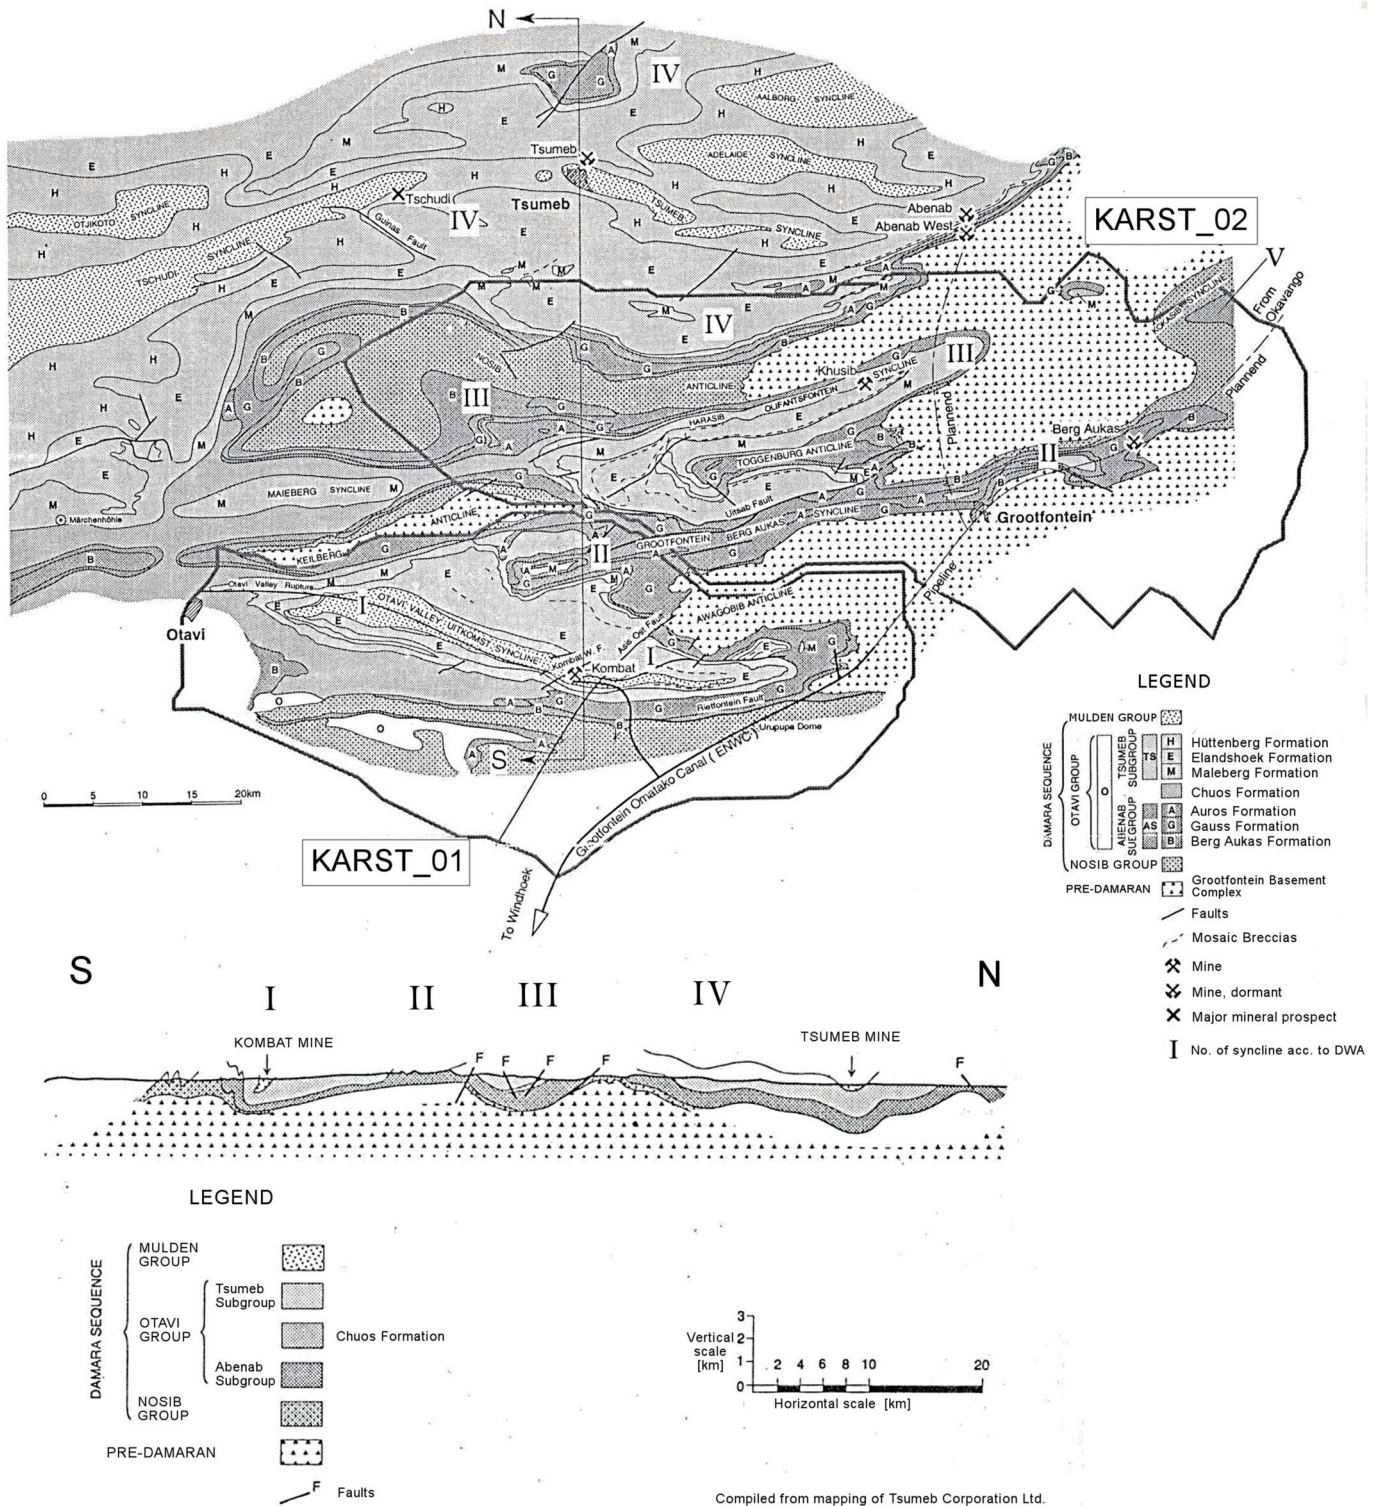 N
M
A
M
G
G
IV
H
AALBORG SYNCLINE
E
H
E
H
M
E
Tsumeb
ADELAIDE SYNCLINE
H
E
G
B
E
H
H
E
H
H
Tschudi
Tsumeb
TSUMEB
SYNCLINE
H
H
Abenab
Abenab West
E
KARST_02
OTJIKOTO SYNCLINE
H
Guinas Fault
IV
E
H
H
TSCHUDI SYNCLINE
H
E
E
M
M
E
E
A
V
From
Okavango
KOKASIB SYNCLINE
M
B
M
E
M
IV
E
A
G
B
G
M
H
B
G
B
NOSIB
G
G
ANTICLINE
III
Khusib
SYNCLINE
G
III
M
Plannend
H
H
E
A
G
B
III
G
A
G
G
A
HARASIB
OLIFANTSFONTEIN
E
M
Plannend
Berg Aukas
G
B
II
H
E
M
M
E
TOGGENBURG ANTICLINE
G
B
B
M
MAIEBERG SYNCLINE
M
G
M
E
G
E
M
E
A
G
A
G
A
B
B
Märchenhöhle
ANTICLINE
KEILBERG
G
Uitsab Fault
GROOTFONTEIN
BERG AUKAS
A
SYNCLINE
Grootfontein
B
Otavi Valley Rupture
M
M
E
II
A
M
G
A
M
E
G
G
AWAGOBIB ANTICLINE
Pipeline
Otavi
I
OTAVI VALLEY - UITKOMST SYNCLINE
E
E
E
E
Kombat W. F.
Asis Ost Fault
G
I
Kombat
E
M
G
E
G
B
O
O
A
B
G
G
Rietfontein Fault
B
Urupupa Dome
A
A
S
0 5 10 15 20km
Grootfontein Omatako Canal ( ENWC )
KARST_01
To Windhoek
LEGEND
MULDEN GROUP
DAMARA SEQUENCE
OTAVI GROUP
O
TSUMEB SUBGROUP
TS
H Hüttenberg Formation
E Elandshoek Formation
M Maleberg Formation
Chuos Formation
ABENAB SUEGROUP
AS
A Auros Formation
G Gauss Formation
B Berg Aukas Formation
NOSIB GROUP
PRE-DAMARAN
Grootfontein Basement
Complex
Faults
Mosaic Breccias
Mine
Mine, dormant
Major mineral prospect
I No. of syncline acc. to DWA
S N
I II III IV
KOMBAT MINE
TSUMEB MINE
F F F F F
LEGEND
DAMARA SEQUENCE
MULDEN
GROUP
OTAVI
GROUP
Tsumeb
Subgroup
Chuos Formation
Abenab
Subgroup
NOSIB
GROUP
PRE-DAMARAN
F Faults
Vertical
scale
[km]
3
2
1
0
2 4 6 8 10 20
Horizontal scale [km]
Compiled from mapping of Tsumeb Corporation Ltd.